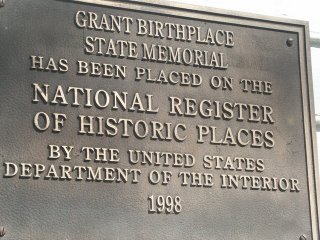 GRANT BIRTHPLACE
STATE MEMORIAL
HAS BEEN PLACED ON THE
NATIONAL REGISTER
OF HISTORIC PLACES
BY THE UNITED STATES
DEPARTMENT OF THE INTERIOR
1998